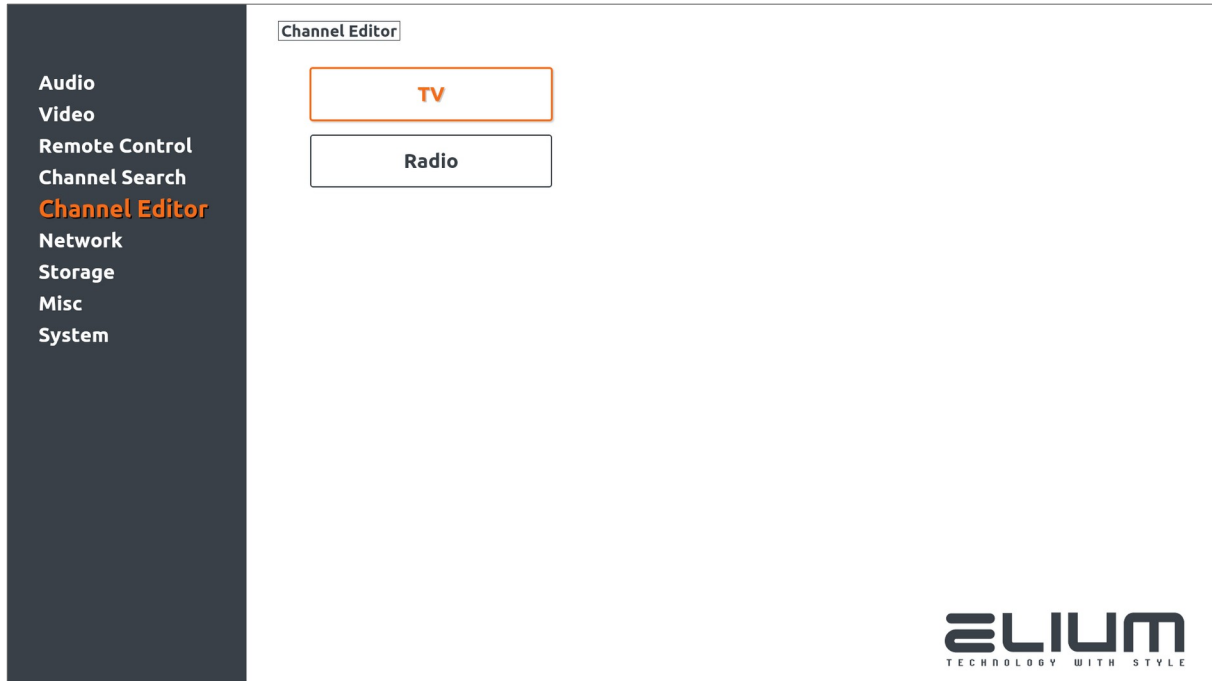 Channel Editor
Audio
Video
Remote Control
Channel Search
Channel Editor
Network
Storage
Misc
System
TV
Radio
ELIUM
TECHNOLOGY WITH STYLE